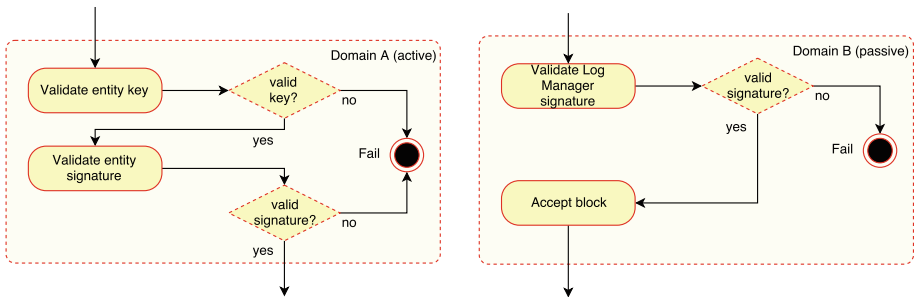 Domain A (active)
Validate entity key
valid
key?
no
yes
Validate entity
signature
Fail
valid
signature?
no
yes
Domain B (passive)
Validate Log
Manager
signature
valid
signature?
no
yes
Fail
Accept block